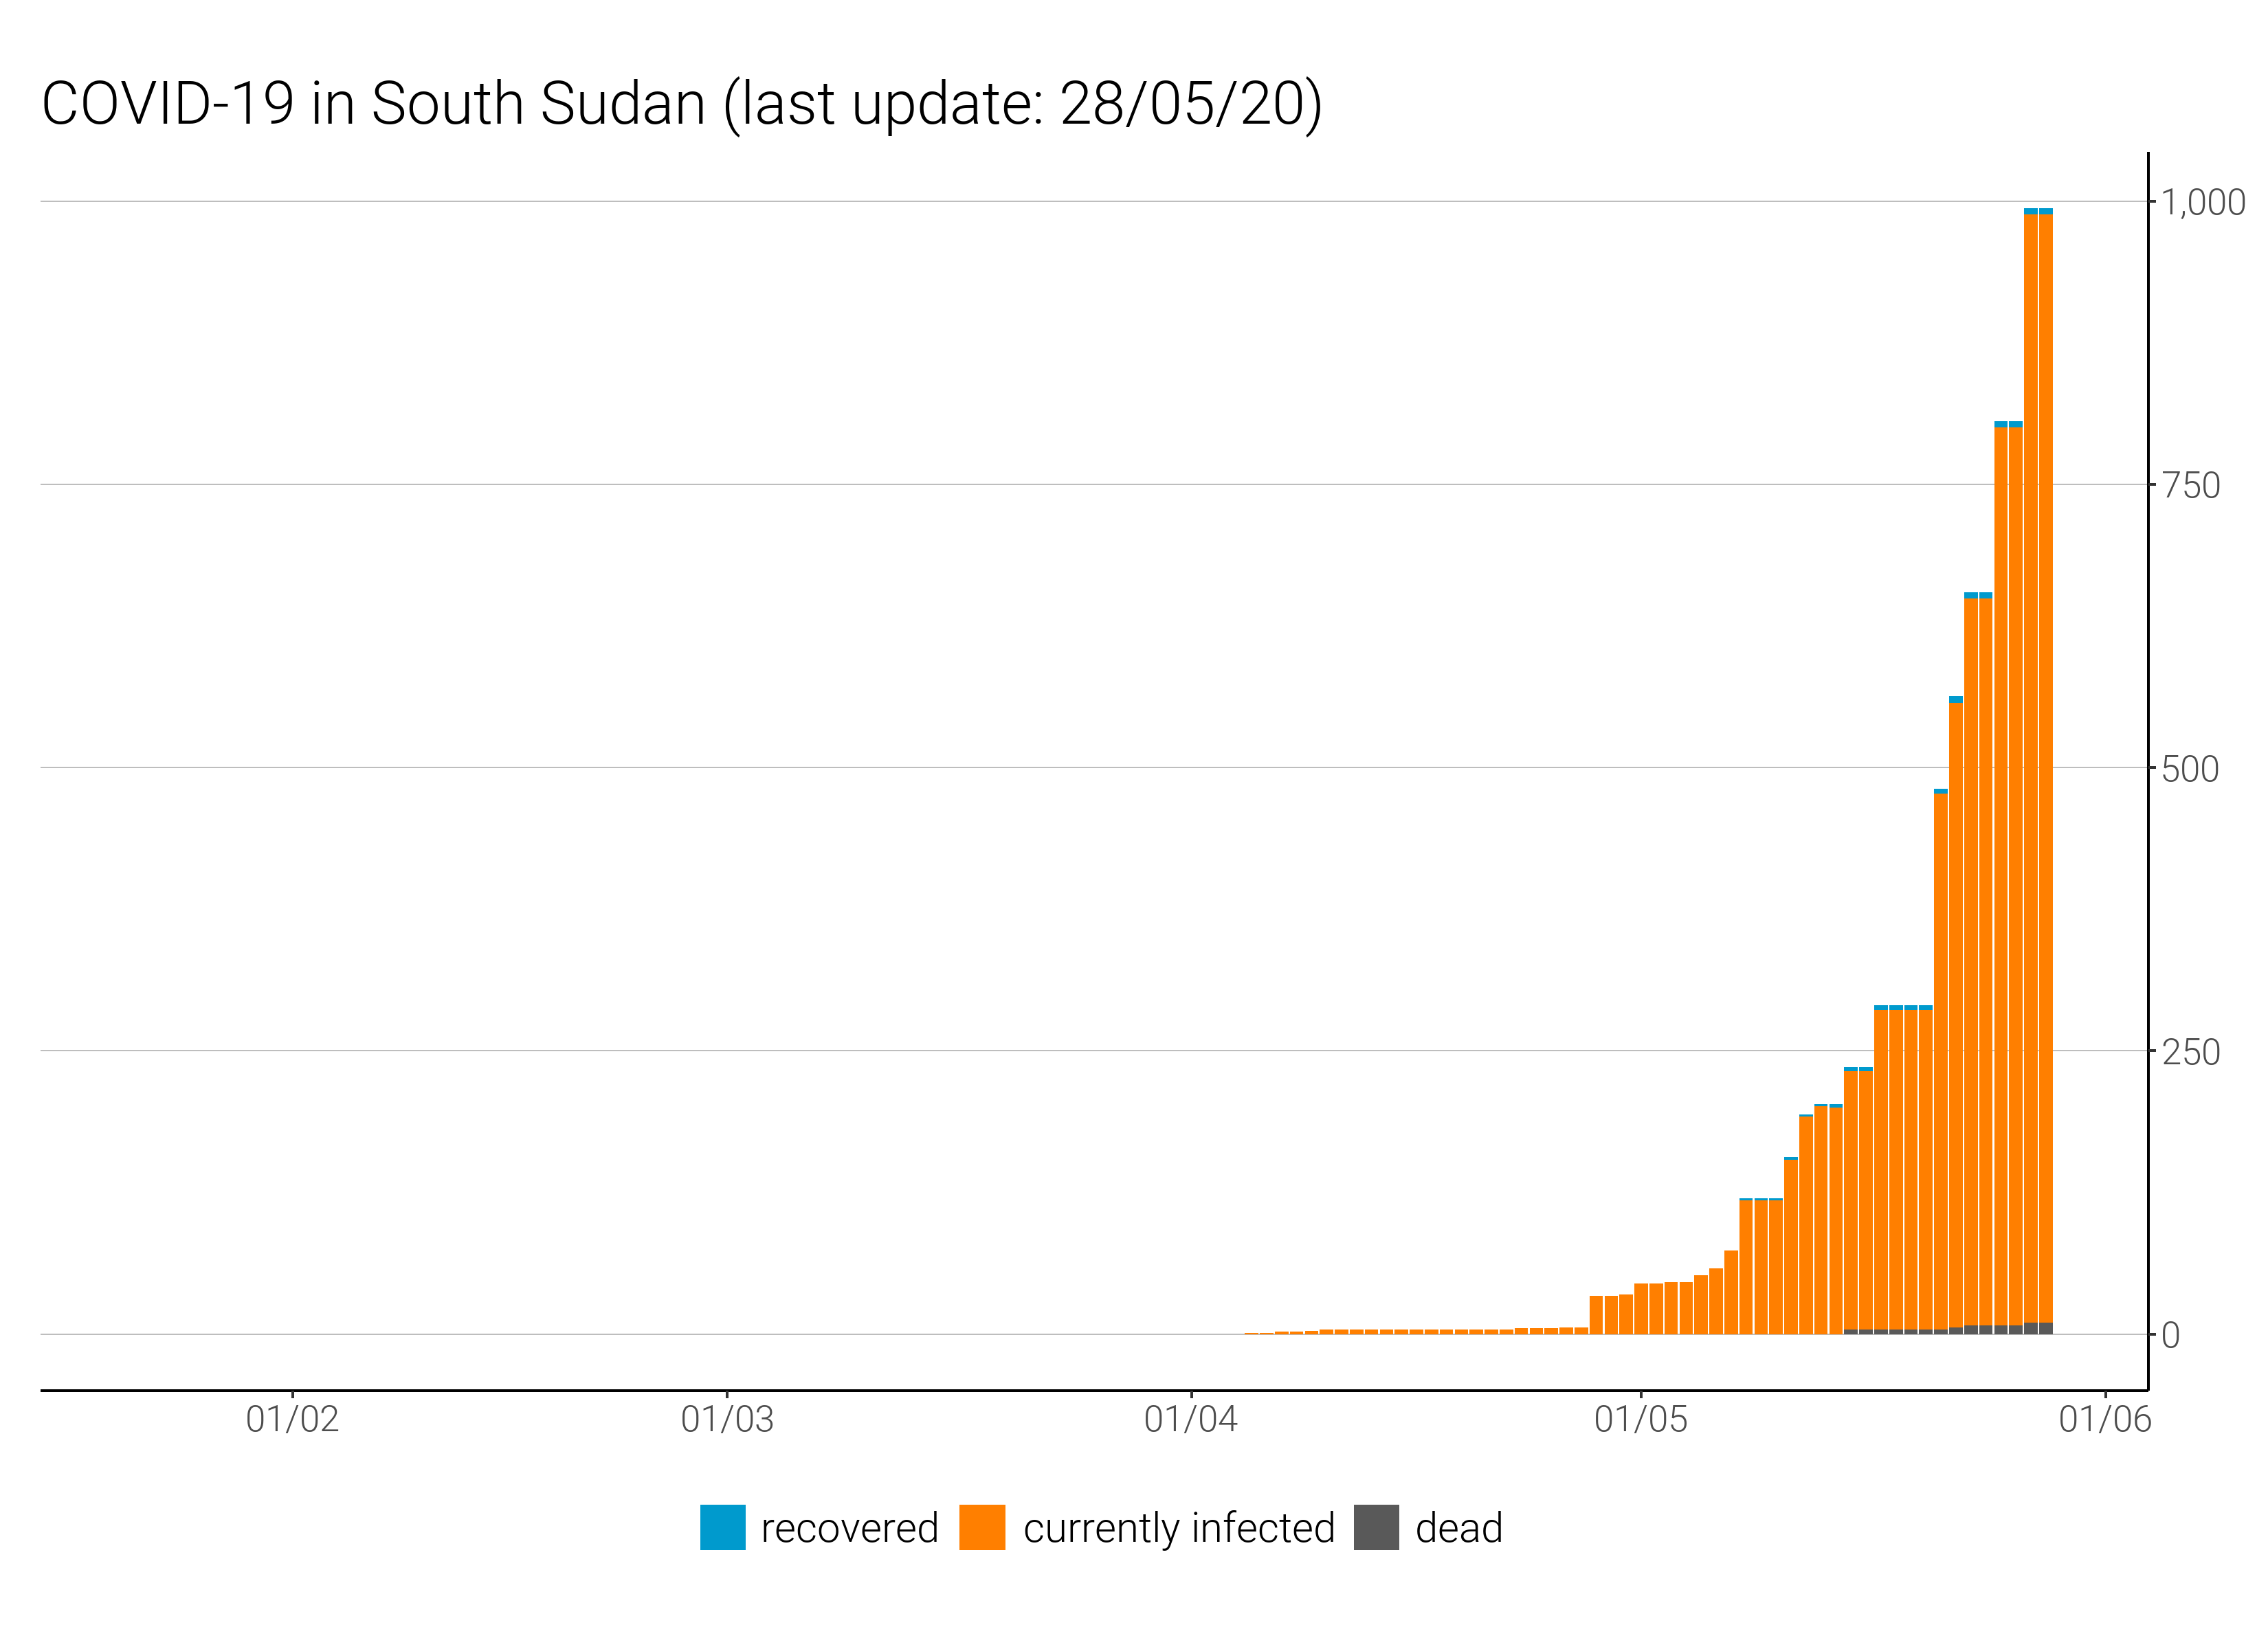 COVID-19 in South Sudan (last update: 28/05/20)
1,000
750
500
250
0
01/02 01/03 01/04 01/05 01/06
recovered currently infected dead